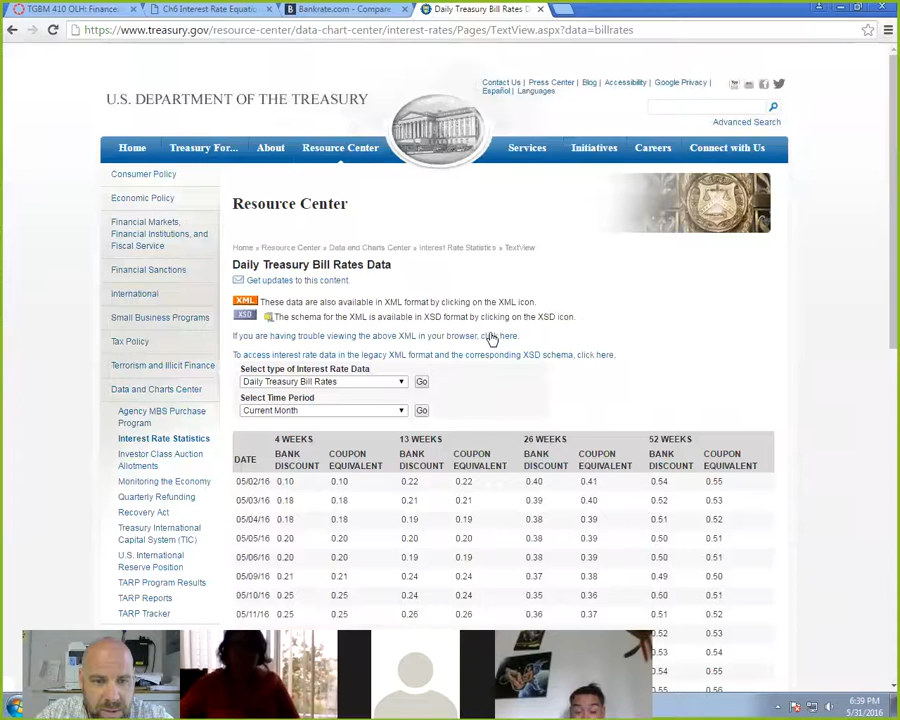 TGBM 410 OLH: Finance.
Ch6 Interest Rate Equatic
Bankrate.com - Compare
Daily Treasury Bill Rates D
https://www.treasury.gov/resource-center/data-chart-center/interest-rates/Pages/TextView.aspx?data=billrates
Contact Us | Press Center | Blog | Accessibility | Google Privacy |
Español | Languages
U.S. DEPARTMENT OF THE TREASURY
Advanced Search
Home Treasury For... About Resource Center Services Initiatives Careers Connect with Us
Consumer Policy
Economic Policy
Financial Markets,
Financial Institutions, and
Fiscal Service
Financial Sanctions
International
Small Business Programs
Tax Policy
Terrorism and Illicit Finance
Data and Charts Center
Agency MBS Purchase
Program
Interest Rate Statistics
Investor Class Auction
Allotments
Monitoring the Economy
Quarterly Refunding
Recovery Act
Treasury International
Capital System (TIC)
U.S. International
Reserve Position
TARP Program Results
TARP Reports
TARP Tracker
Resource Center
Home » Resource Center » Data and Charts Center » Interest Rate Statistics » TextView
Daily Treasury Bill Rates Data
Get updates to this content.
XML These data are also available in XML format by clicking on the XML icon.
XSD The schema for the XML is available in XSD format by clicking on the XSD icon.
If you are having trouble viewing the above XML in your browser, click here.
To access interest rate data in the legacy XML format and the corresponding XSD schema, click here.
Select type of Interest Rate Data
Daily Treasury Bill Rates Go
Select Time Period
Current Month Go
4 WEEKS 13 WEEKS 26 WEEKS 52 WEEKS
DATE BANK DISCOUNT COUPON EQUIVALENT BANK DISCOUNT COUPON EQUIVALENT BANK DISCOUNT COUPON EQUIVALENT BANK DISCOUNT COUPON EQUIVALENT
05/02/16 0.10 0.10 0.22 0.22 0.40 0.41 0.54 0.55
05/03/16 0.18 0.18 0.21 0.21 0.39 0.40 0.52 0.53
05/04/16 0.18 0.18 0.19 0.19 0.38 0.39 0.51 0.52
05/05/16 0.20 0.20 0.20 0.20 0.38 0.39 0.50 0.51
05/06/16 0.20 0.20 0.19 0.19 0.38 0.39 0.50 0.51
05/09/16 0.21 0.21 0.24 0.24 0.37 0.38 0.49 0.50
05/10/16 0.25 0.25 0.24 0.24 0.35 0.36 0.50 0.51
05/11/16 0.25 0.25 0.26 0.26 0.36 0.37 0.51 0.52
0.52 0.53
0.53 0.54
0.55 0.56
6:39 PM
5/31/2016